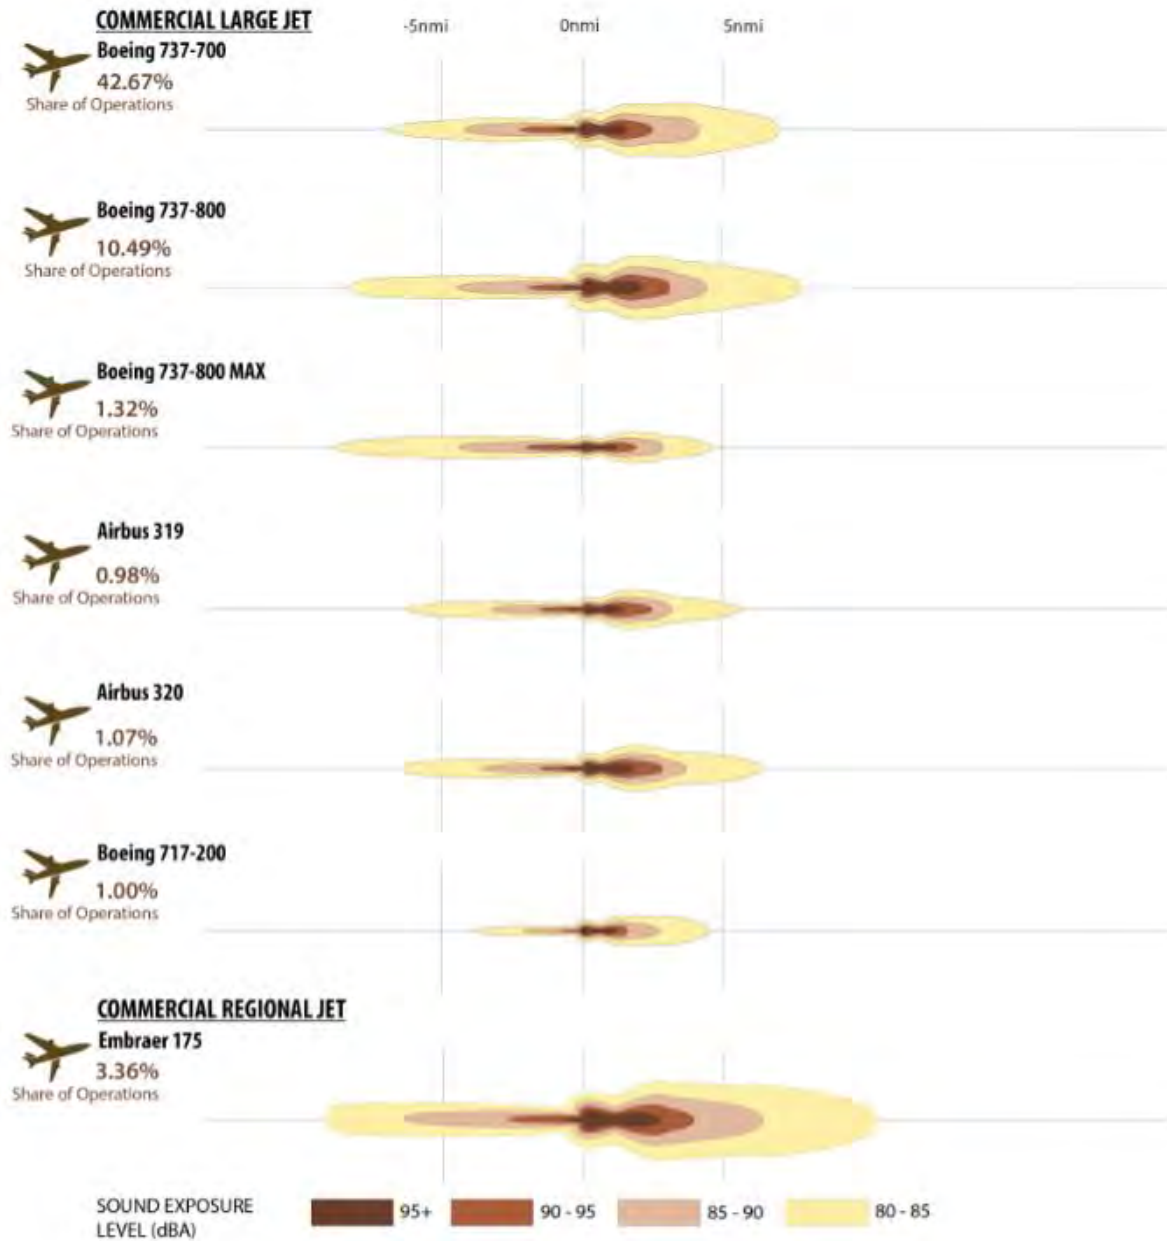 COMMERCIAL LARGE JET
-5nmi 0nmi 5nmi
Boeing 737-700
42.67%
Share of Operations
Boeing 737-800
10.49%
Share of Operations
Boeing 737-800 MAX
1.32%
Share of Operations
Airbus 319
0.98%
Share of Operations
Airbus 320
1.07%
Share of Operations
Boeing 717-200
1.00%
Share of Operations
COMMERCIAL REGIONAL JET
Embraer 175
3.36%
Share of Operations
SOUND EXPOSURE
LEVEL (dBA)
95+ 90 - 95 85 - 90 80 - 85